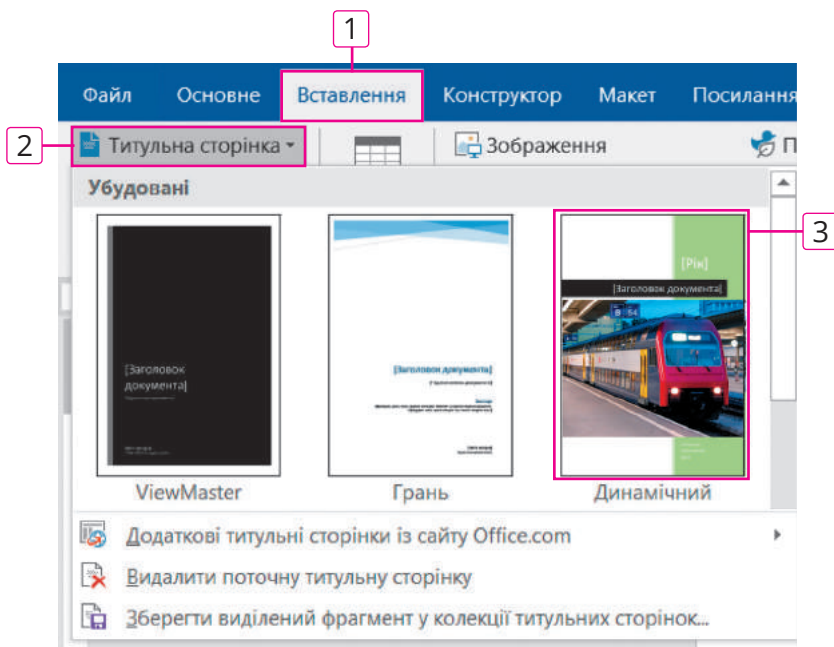 1
Файл Основне Вставлення Конструктор Макет Посилання
2
Титульна сторінка Зображення П
Убудовані
3
[Рік]
[Заголовок документа]
[Заголовок
документа]
[Заголовок документа]
ViewMaster Грань Динамічний
Додаткові титульні сторінки із сайту Office.com
Видалити поточну титульну сторінку
Зберегти виділений фрагмент у колекції титульних сторінок...